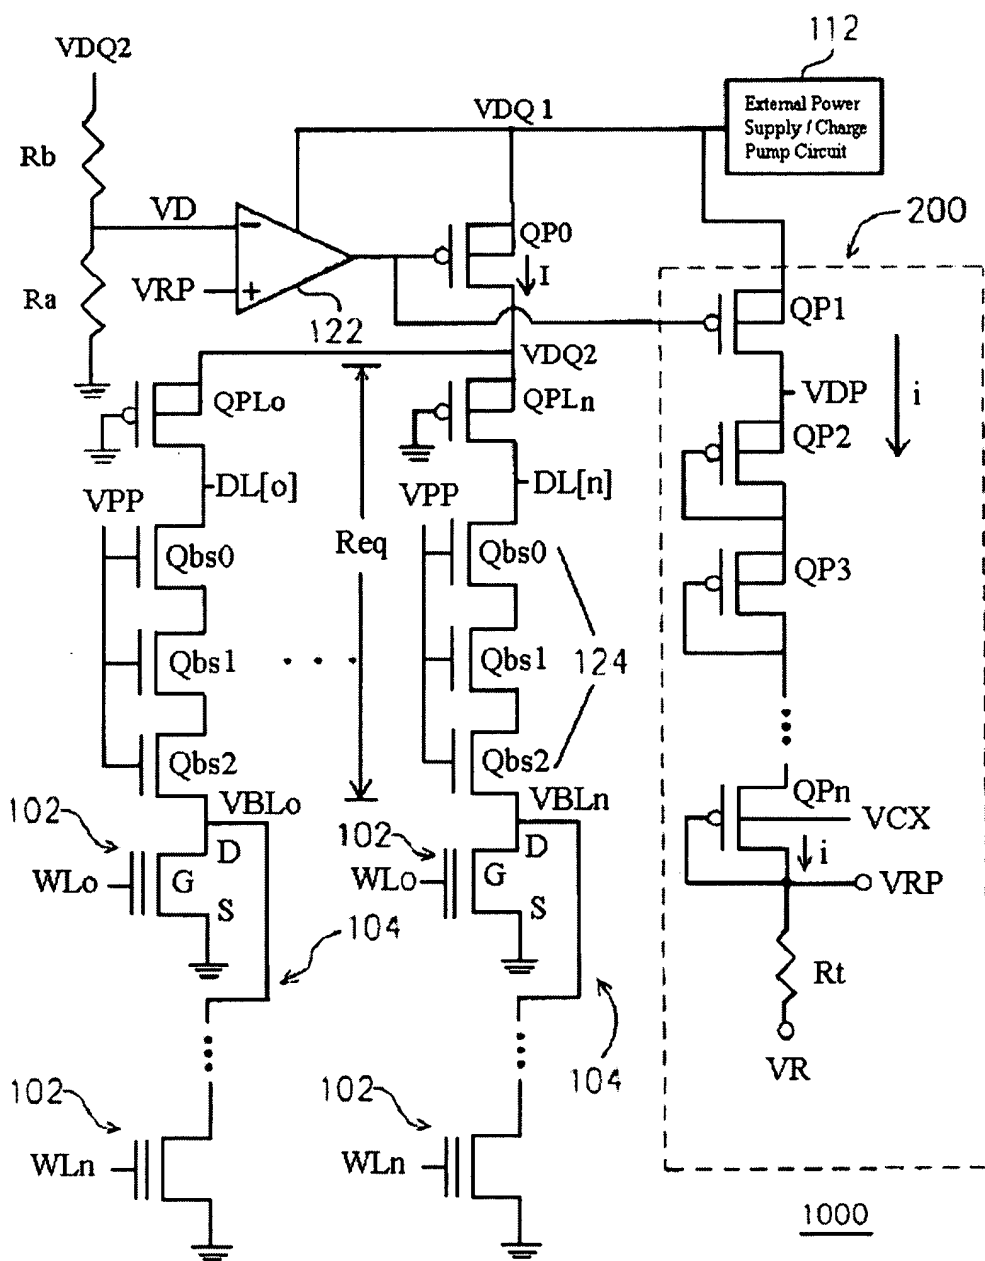 112
VDQ2
VDQ 1
External Power
Supply / Charge
Pump Circuit
Rb
VD
QP0
200
I
Ra
VRP
122
QP1
VDQ2
VDP
i
QPLo
QPLn
QP2
DL[o]
DL[n]
VPP
VPP
Req
Qbs0
Qbs0
QP3
Qbs1
Qbs1
124
Qbs2
Qbs2
QPn
VBLo
VBLn
VCX
102
102
i
D
D
WLo
G
WLo
G
VRP
S
S
104
Rt
VR
104
102
102
WLn
WLn
1000